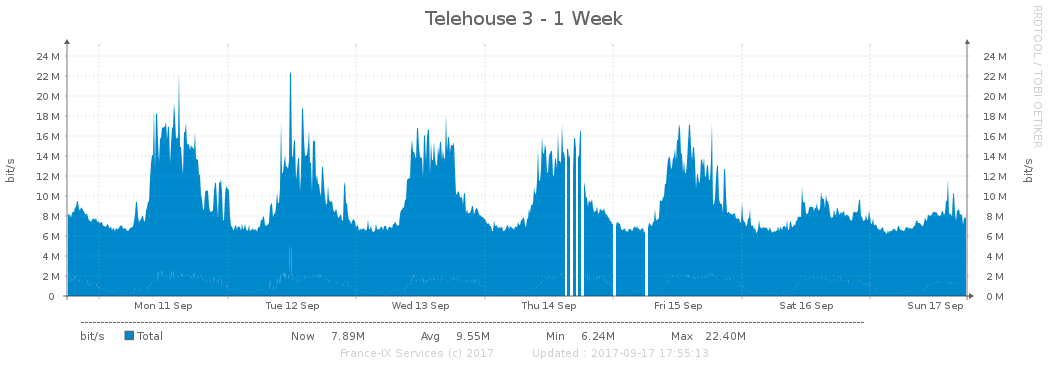 Telehouse 3 - 1 Week
RRDTOOL / TOBI OETIKER
24 M 24 M
22 M 22 M
20 M 20 M
18 M 18 M
16 M 16 M
14 M 14 M
12 M 12 M
10 M 10 M
8 M 8 M
6 M 6 M
4 M 4 M
2 M 2 M
0 0 M
bit/s
bit/s
Mon 11 Sep Tue 12 Sep Wed 13 Sep Thu 14 Sep Fri 15 Sep Sat 16 Sep Sun 17 Sep
bit/s Total Now 7.89M Avg 9.55M Min 6.24M Max 22.40M
France-IX Services (c) 2017 Updated : 2017-09-17 17:55:13